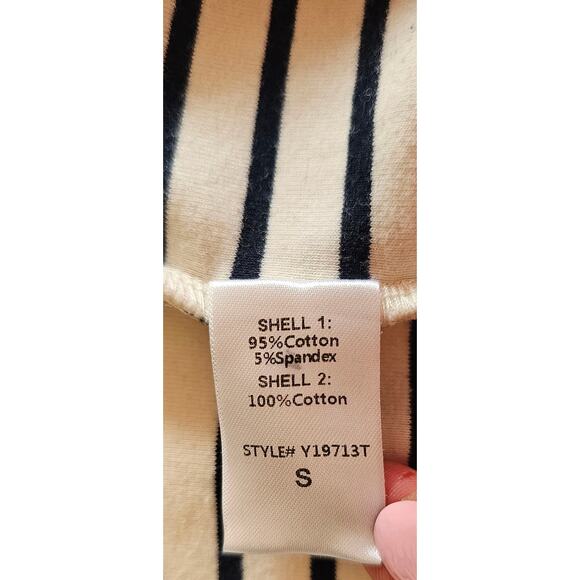 SHELL 1:
95%Cotton
5%Spandex
SHELL 2:
100%Cotton
STYLE# Y19713T
S